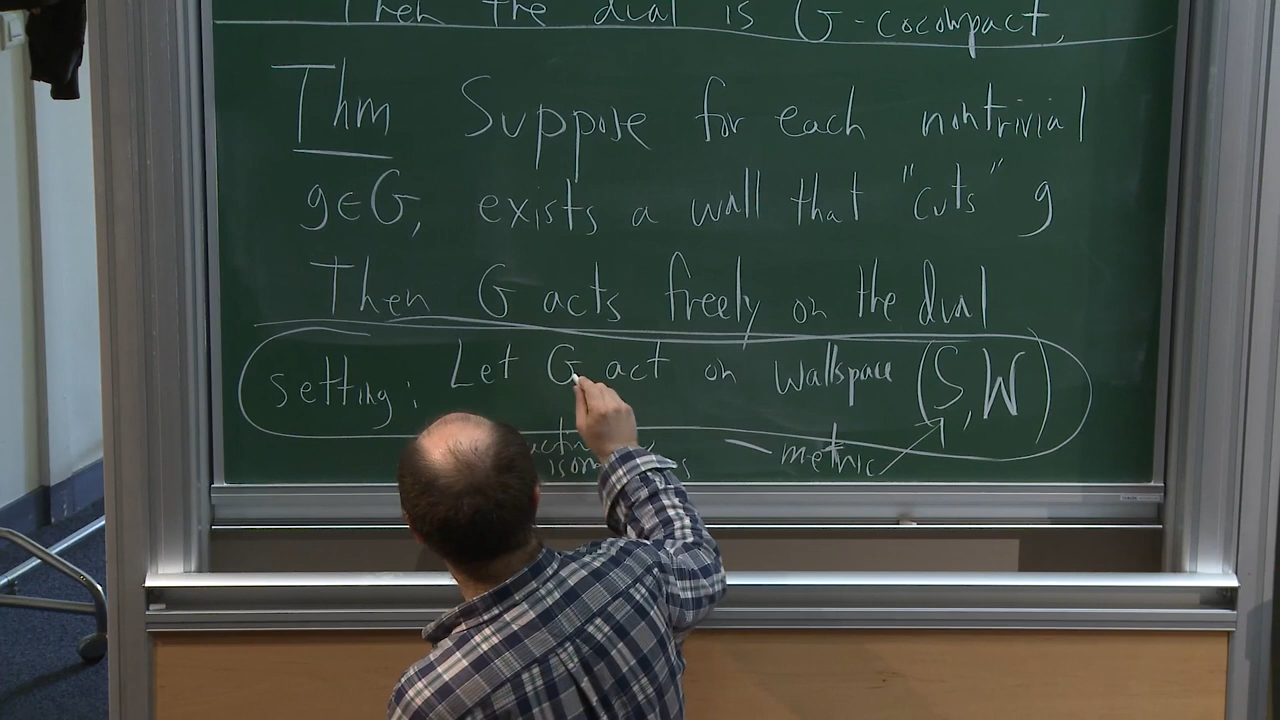 Then the dual is G-cocompact.
Thm Suppose for each nontrivial
g∈G, exists a wall that "cuts" g
Then G acts freely on the dual
setting: Let G act on wallspace (S,W)
metric